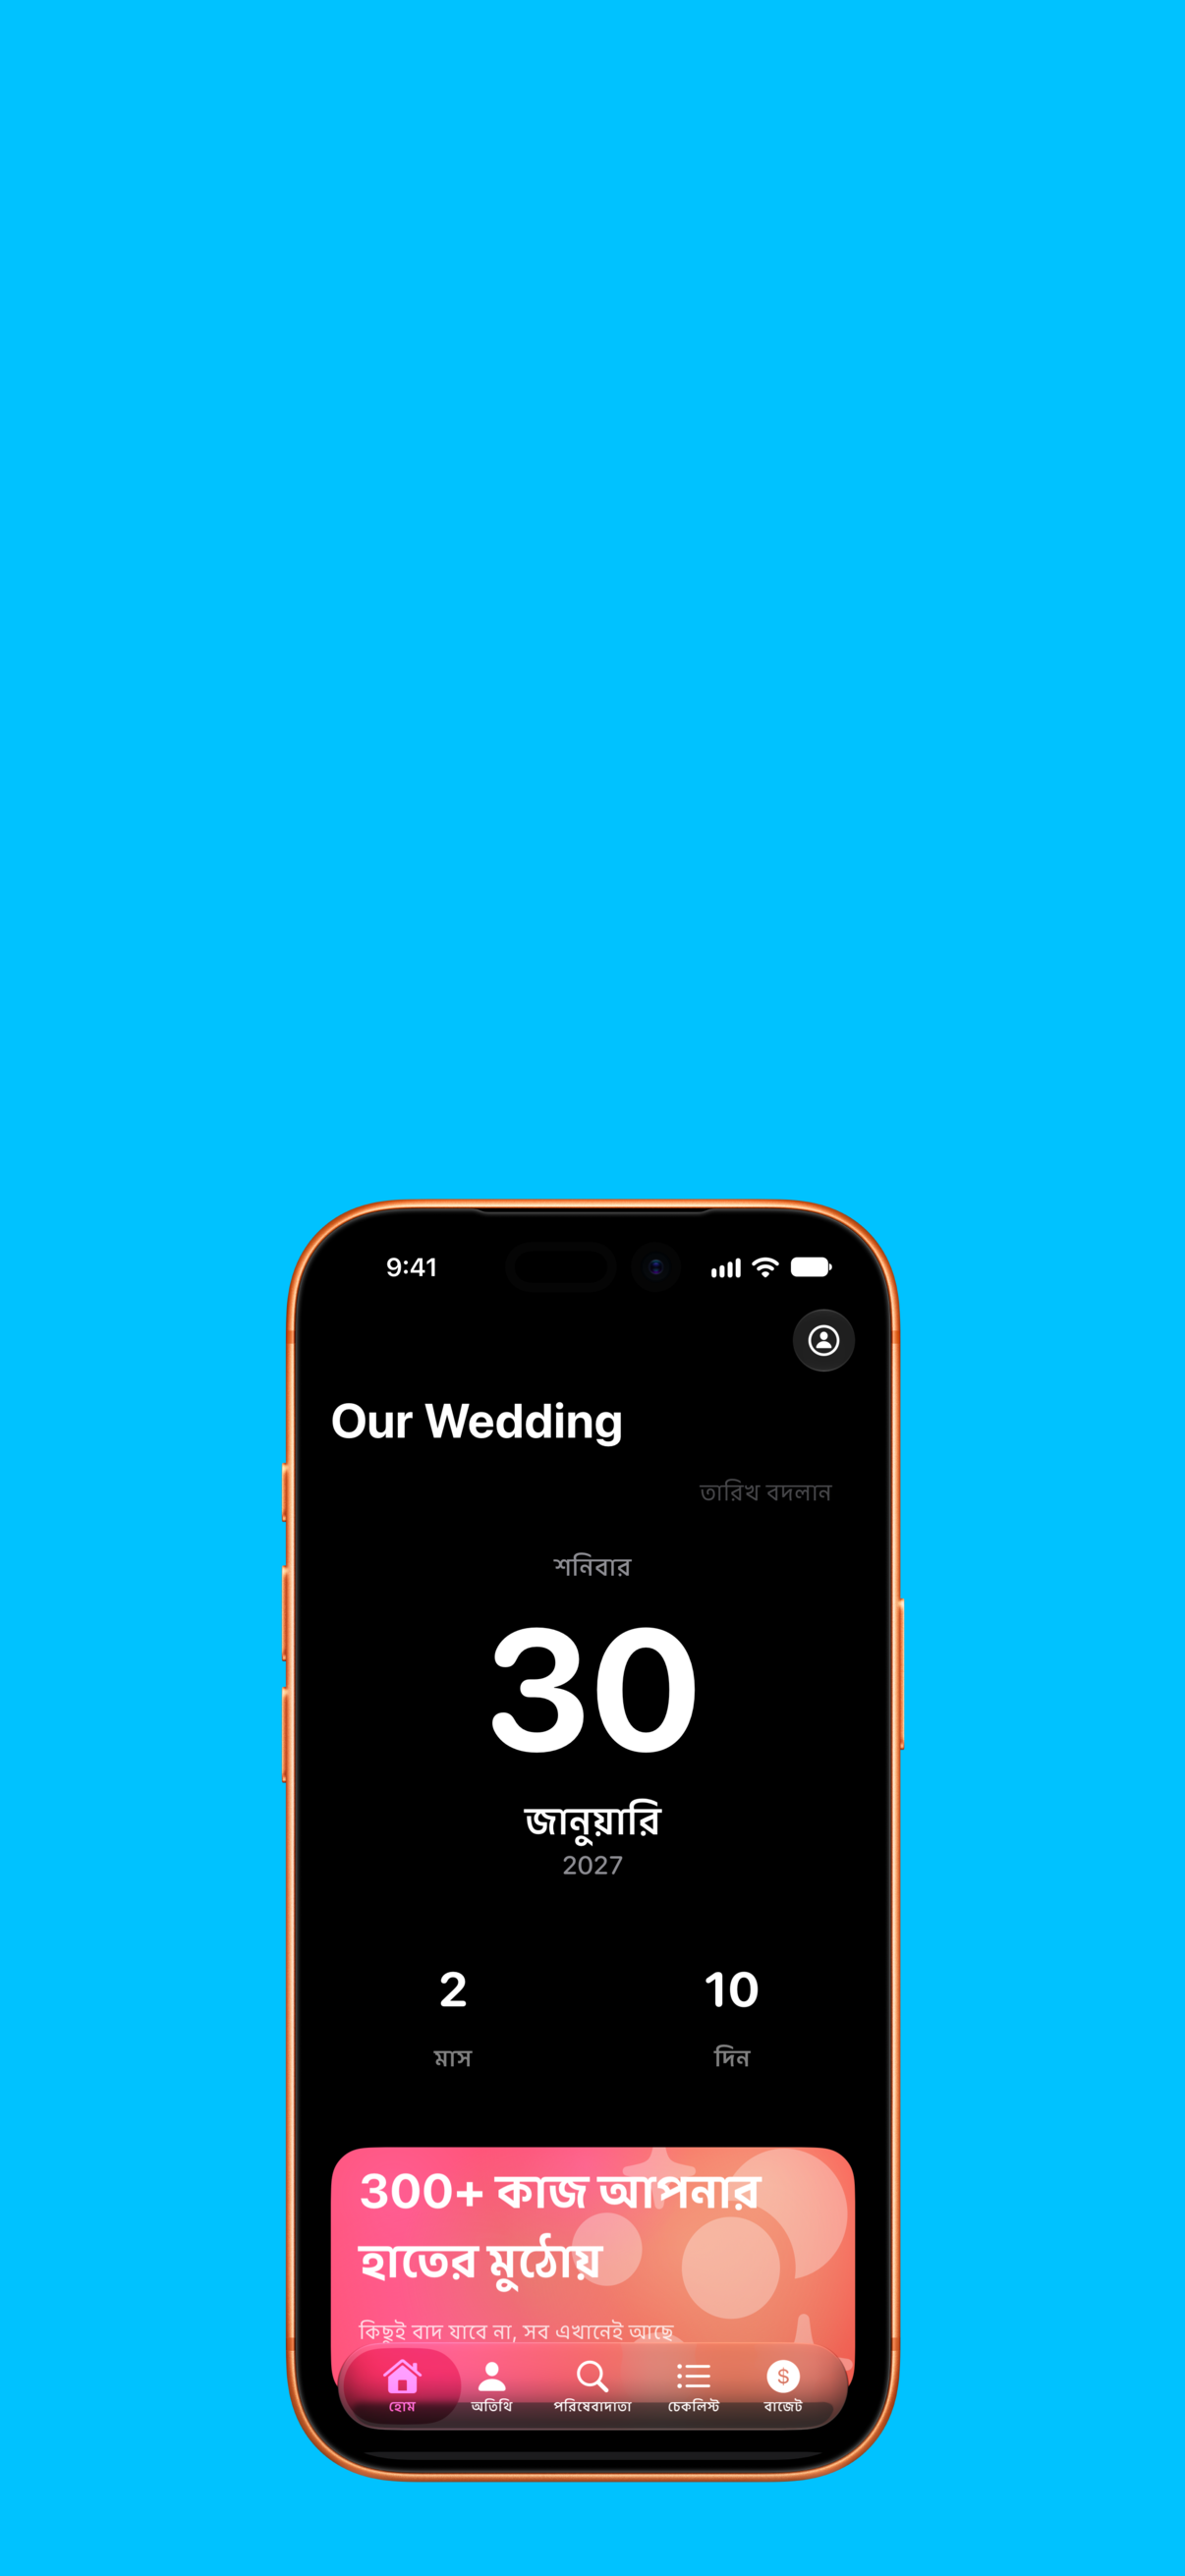 9:41
Our Wedding
তারিখ বদলান
শনিবার
30
জানুয়ারি
2027
2 10
মাস দিন
300+ কাজ আপনার
হাতের মুঠোয়
কিছুই বাদ যাবে না, সব এখানেই আছে
হোম অতিথি পরিষেবাদাতা চেকলিস্ট বাজেট